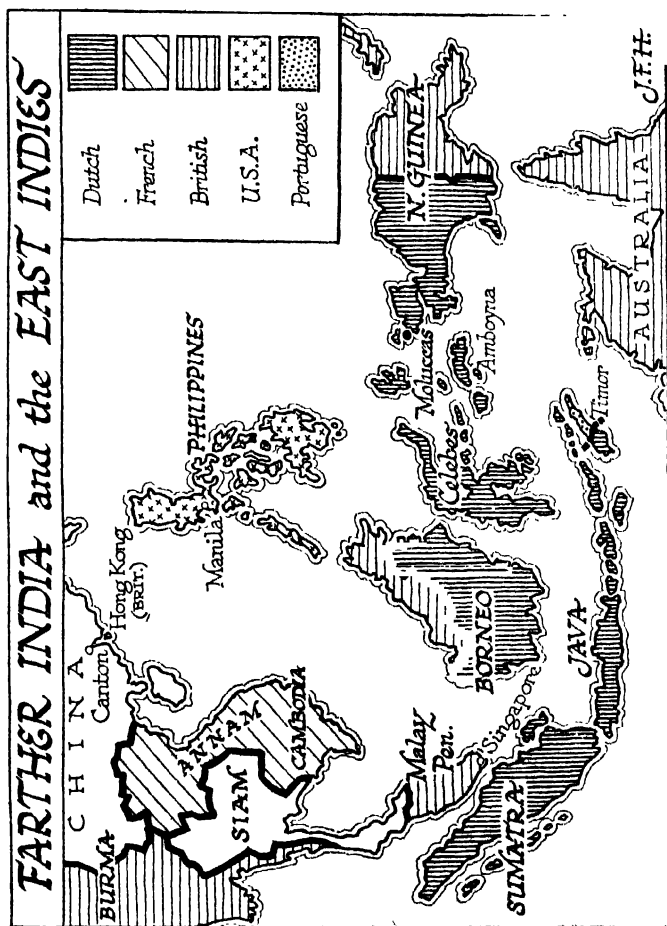 FARTHER INDIA and the EAST INDIES
Dutch
French
British
U.S.A.
Portuguese
CHINA
Canton
Hong Kong
(BRIT.)
BURMA
SIAM
ANNAM
CAMBODIA
Manila
PHILIPPINES
Malay
Pen.
Singapore
SUMATRA
BORNEO
JAVA
Celebes
Moluccas
Amboyna
Timor
N. GUINEA
AUSTRALIA
J.F.H.